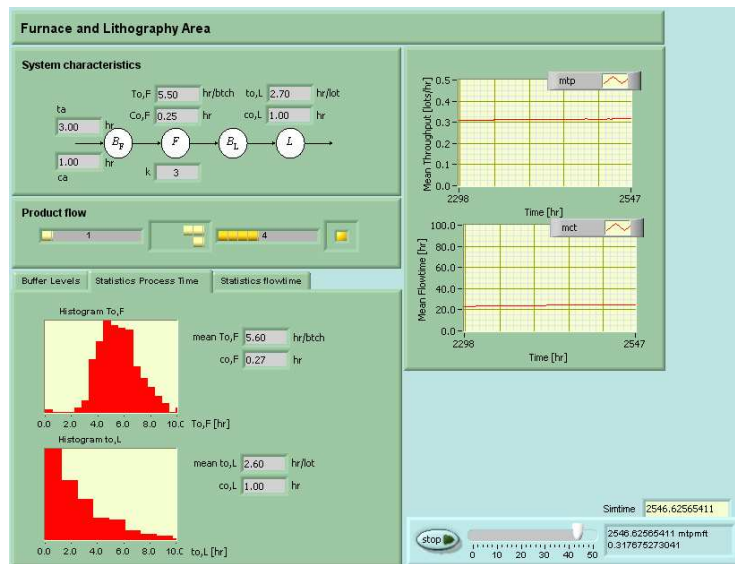 Furnace and Lithography Area
System characteristics
To,F 5.50 hr/btch to,L 2.70 hr/lot
Co,F 0.25 hr co,L 1.00 hr
ta
3.00 hr
B_F F B_L L
1.00 hr
ca
k 3
Product flow
1 4
Buffer Levels Statistics Process Time Statistics flowtime
Histogram To,F
mean To,F 5.60 hr/btch
co,F 0.27 hr
0.0 2.0 4.0 6.0 8.0 10.0 To,F [hr]
Histogram to,L
mean to,L 2.60 hr/lot
co,L 1.00 hr
0.0 2.0 4.0 6.0 8.0 10.0 to,L [hr]
mtp
Mean Throughput [lots/hr]
0.5
0.4
0.3
0.2
0.1
0.0
2298 2547
Time [hr]
mct
Mean Flowtime [hr]
100.0
80.0
60.0
40.0
20.0
0.0
2298 2547
Time [hr]
Simtime 2546.62565411
stop
0 10 20 30 40 50
2546.62565411 mtpmft
0.317675273041